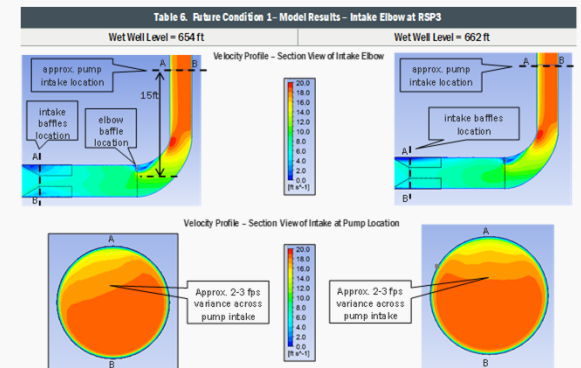 Table 6. Future Condition 1– Model Results – Intake Elbow at RSP3
Wet Well Level = 654 ft
Wet Well Level = 662 ft
Velocity Profile – Section View of Intake Elbow
approx. pump
intake location
A
B
15ft
intake
baffles
location
elbow
baffle
location
A
B
20.0
18.0
16.0
14.0
12.0
10.0
8.0
6.0
4.0
2.0
0.0
[ft s^-1]
approx. pump
intake location
A
B
intake baffles
location
A
B
Velocity Profile – Section View of Intake at Pump Location
A
Approx. 2-3 fps
variance across
pump intake
B
20.0
18.0
16.0
14.0
12.0
10.0
8.0
6.0
4.0
2.0
0.0
[ft s^-1]
Approx. 2-3 fps
variance across
pump intake
A
B